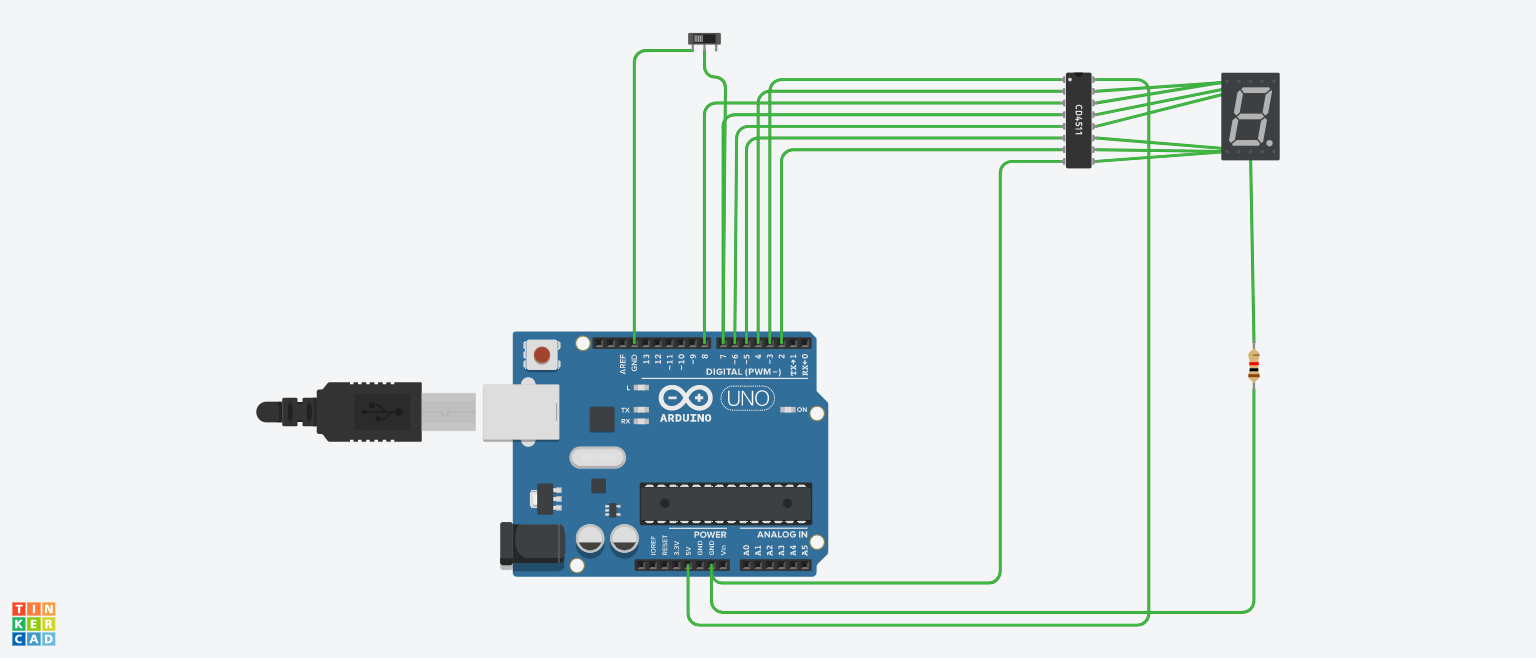 CD4511
AREF
GND
13
12
~11
~10
~9
8
7
~6
~5
4
~3
2
TX→1
RX←0
DIGITAL (PWM~)
L
TX
RX
ARDUINO
UNO
ON
POWER
ANALOG IN
IOREF
RESET
3.3V
5V
GND
GND
Vin
A0
A1
A2
A3
A4
A5
TIN
KER
CAD